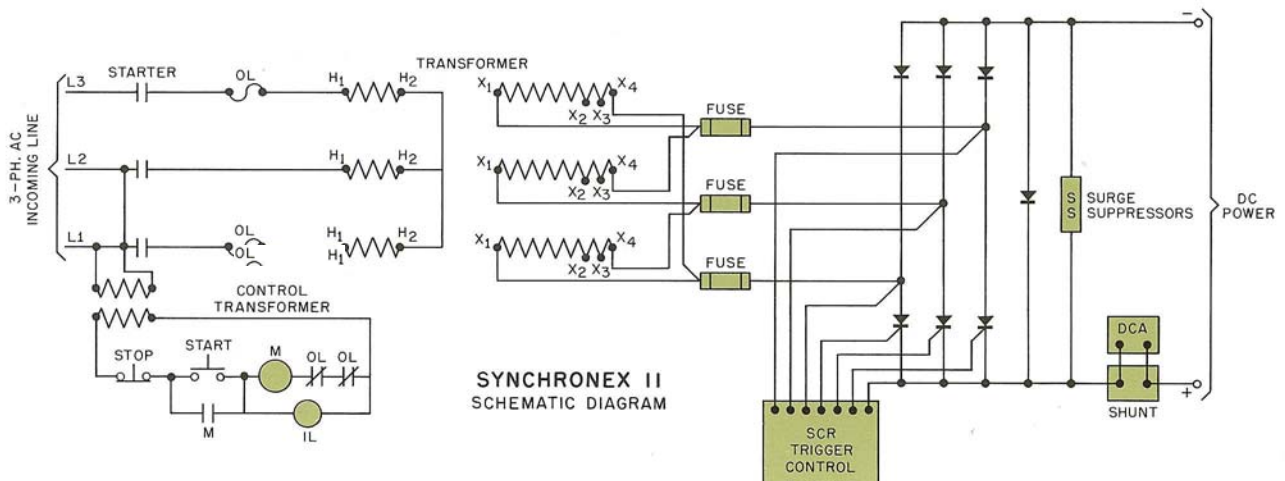 3-PH. AC
INCOMING LINE
L3
STARTER
OL
H1
H2
TRANSFORMER
X1
X2
X3
X4
FUSE
L2
H1
H2
X1
X2
X3
X4
FUSE
L1
OL
OL
H1
H1
H2
X1
X2
X3
X4
FUSE
CONTROL
TRANSFORMER
STOP
START
M
OL
OL
M
IL
SYNCHRONEX II
SCHEMATIC DIAGRAM
SCR
TRIGGER
CONTROL
S
S
SURGE
SUPPRESSORS
DCA
SHUNT
-
+
DC
POWER